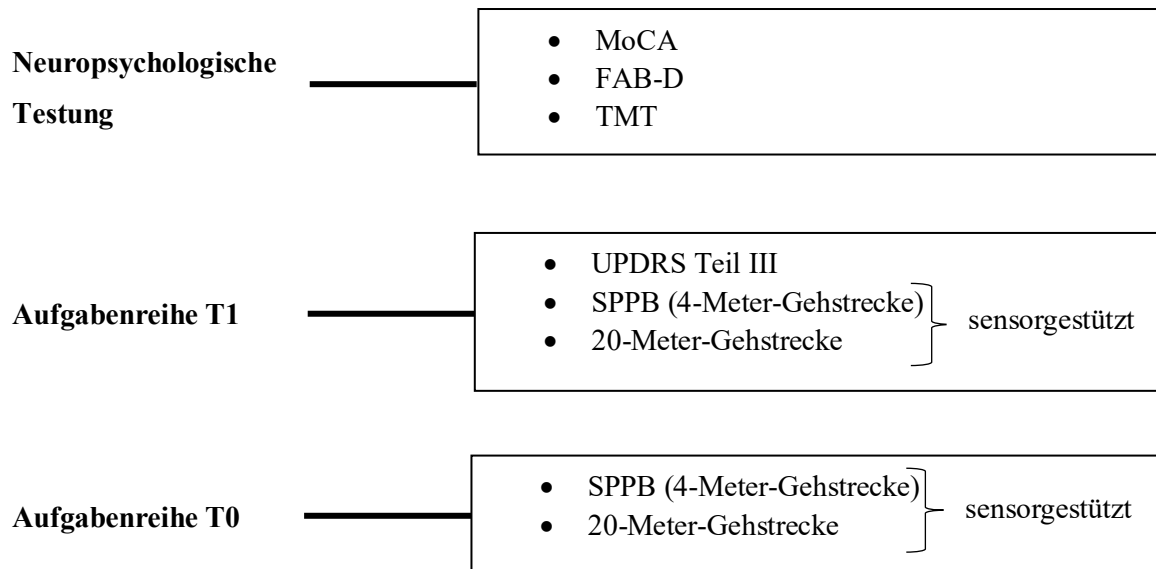 Neuropsychologische
Testung
• MoCA
• FAB-D
• TMT
Aufgabenreihe T1
• UPDRS Teil III
• SPPB (4-Meter-Gehstrecke)
• 20-Meter-Gehstrecke
sensorgestützt
Aufgabenreihe T0
• SPPB (4-Meter-Gehstrecke)
• 20-Meter-Gehstrecke
sensorgestützt